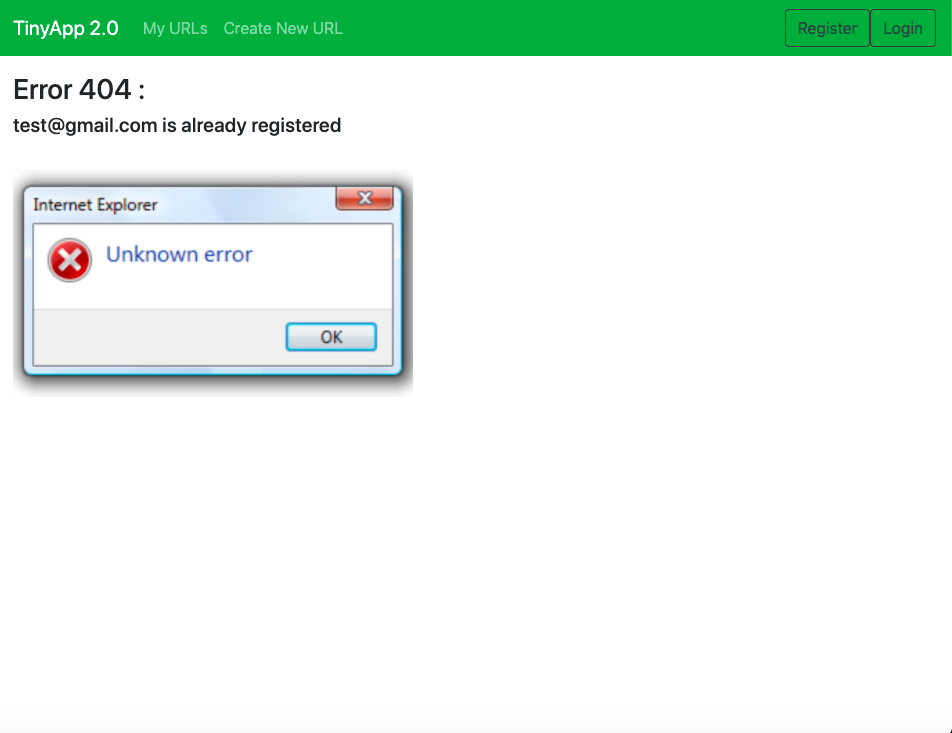 TinyApp 2.0 My URLs Create New URL Register Login
Error 404 :
test@gmail.com is already registered
Internet Explorer
Unknown error
OK